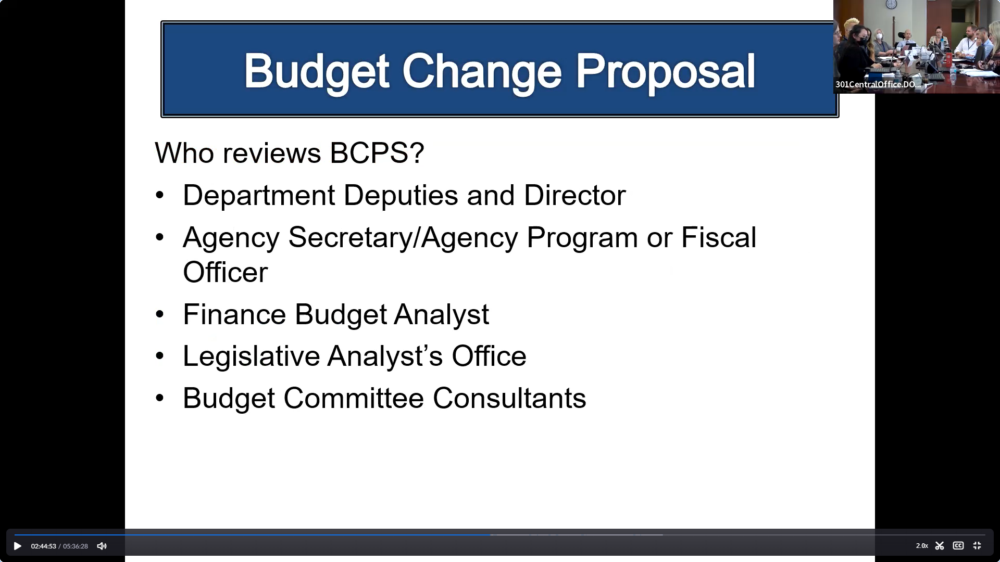 Budget Change Proposal
301CentralOffice.DO...
Who reviews BCPS?
• Department Deputies and Director
• Agency Secretary/Agency Program or Fiscal
Officer
• Finance Budget Analyst
• Legislative Analyst’s Office
• Budget Committee Consultants
02:44:53 / 05:36:28
2.0x
CC